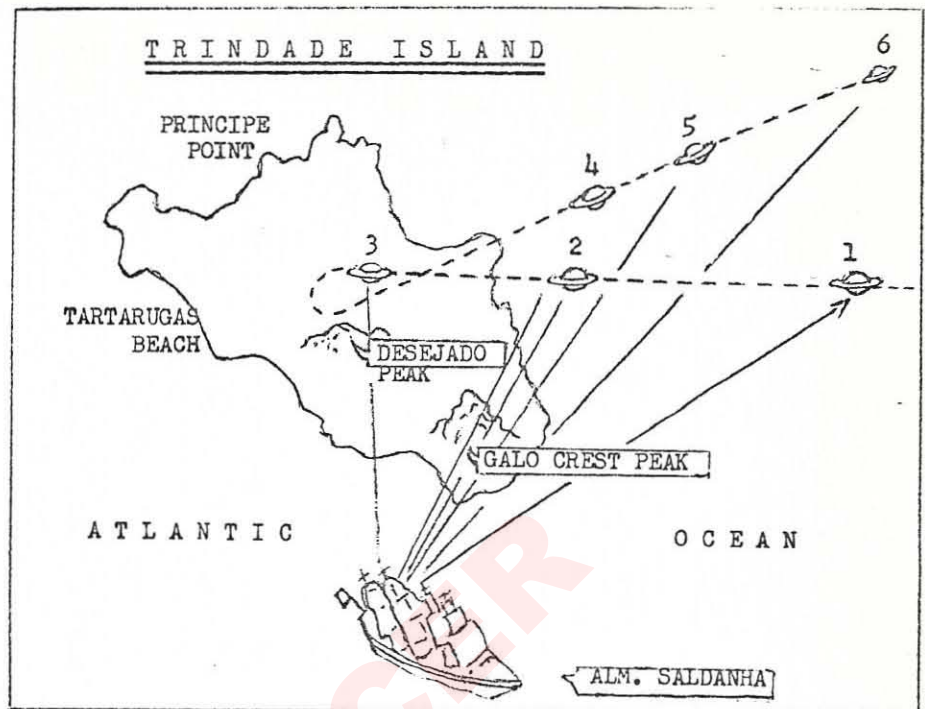 TRINDADE ISLAND
6
PRINCIPE
POINT
5
4
3
2
1
TARTARUGAS
BEACH
DESEJADO
PEAK
GALO CREST PEAK
ATLANTIC
OCEAN
ALM. SALDANHA